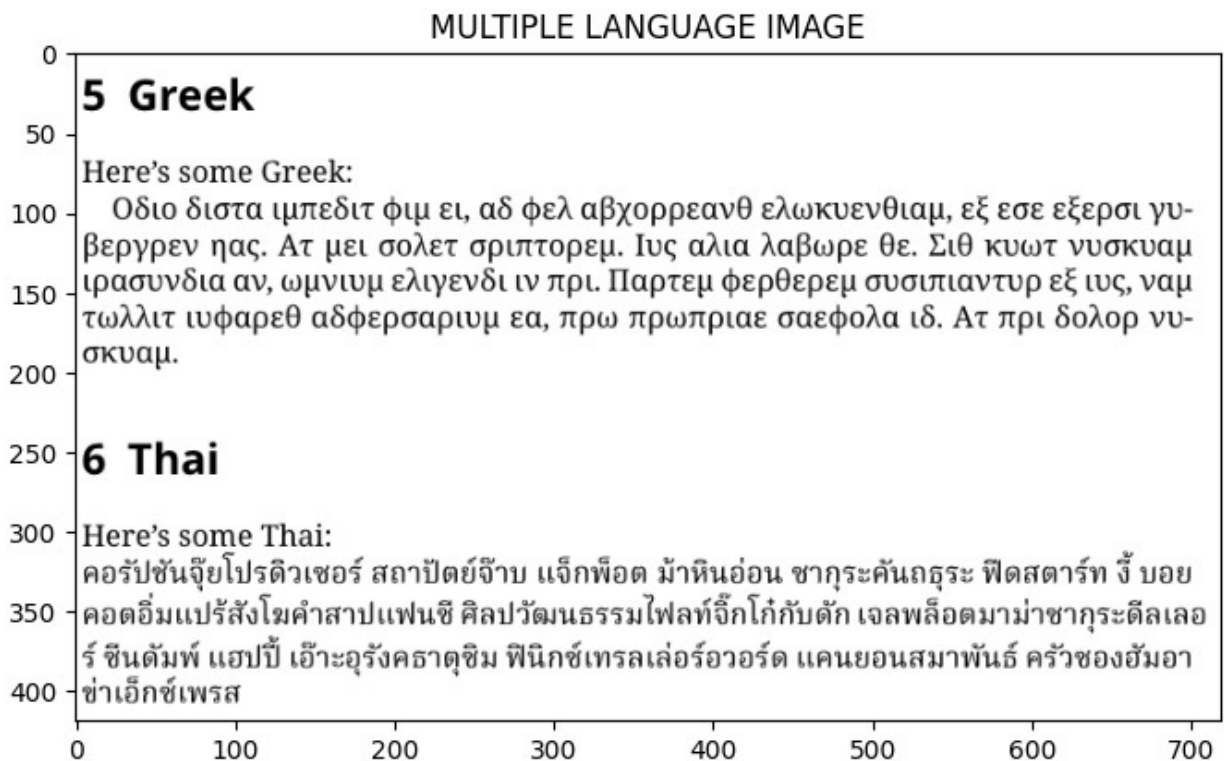 MULTIPLE LANGUAGE IMAGE
0
5 Greek
50
Here’s some Greek:
100
Οδιο διστα ιμπεδιτ φιμ ει, αδ φελ αβχορρεανθ ελωκυενθιαμ, εξ εσε εξερσι γυ-
βεργρεν ηας. Ατ μει σολετ σριπτορεμ. Ιυς αλια λαβωρε θε. Σιθ κυωτ νυσκυαμ
150
ιρασυνδια αν, ωμνιυμ ελιγενδι ιν πρι. Παρτεμ φερθερεμ συσιπιαντυρ εξ ιυς, ναμ
τωλλιτ ιυφαρεθ αδφερσαριυμ εα, πρω πρωπριαε σαεφολα ιδ. Ατ πρι δολορ νυ-
σκυαμ.
200
250
6 Thai
300
Here’s some Thai:
คอรัปชันจุ๊ยโปรดิวเซอร์ สถาปัตย์จ๊าบ แจ็กพ็อต ม้าหินอ่อน ซากุระคันถธุระ ฟีดสตาร์ท งี้ บอย
350
คอตอิ่มแปร้สังโฆคำสาปแฟนซี ศิลปวัฒนธรรมไฟลท์จิ๊กโก๋กับดัก เจลพล็อตมาม่าซากุระดีลเลอ
ร์ ซีนดัมพ์ แฮปปี้ เอ๊าะอุรังคธาตุซิม ฟินิกซ์เทรลเล่อร์อวอร์ด แคนยอนสมาพันธ์ ครัวซองฮัมอา
400
ข่าเอ็กซ์เพรส
0 100 200 300 400 500 600 700